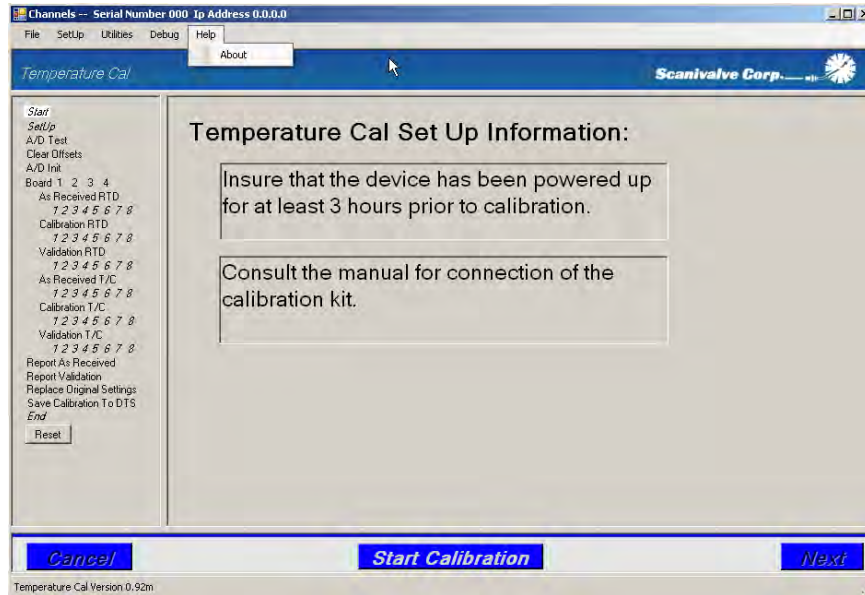 Channels -- Serial Number 000 Ip Address 0.0.0.0
File SetUp Utilities Debug Help
About
Temperature Cal
Scanivalve Corp.
Start
SetUp
A/D Test
Clear Offsets
A/D Init
Board 1 2 3 4
As Received RTD
1 2 3 4 5 6 7 8
Calibration RTD
1 2 3 4 5 6 7 8
Validation RTD
1 2 3 4 5 6 7 8
As Received T/C
1 2 3 4 5 6 7 8
Calibration T/C
1 2 3 4 5 6 7 8
Validation T/C
1 2 3 4 5 6 7 8
Report As Received
Report Validation
Replace Original Settings
Save Calibration To DTS
End
Reset
Temperature Cal Set Up Information:
Insure that the device has been powered up
for at least 3 hours prior to calibration.
Consult the manual for connection of the
calibration kit.
Cancel
Start Calibration
Next
Temperature Cal Version 0.92m